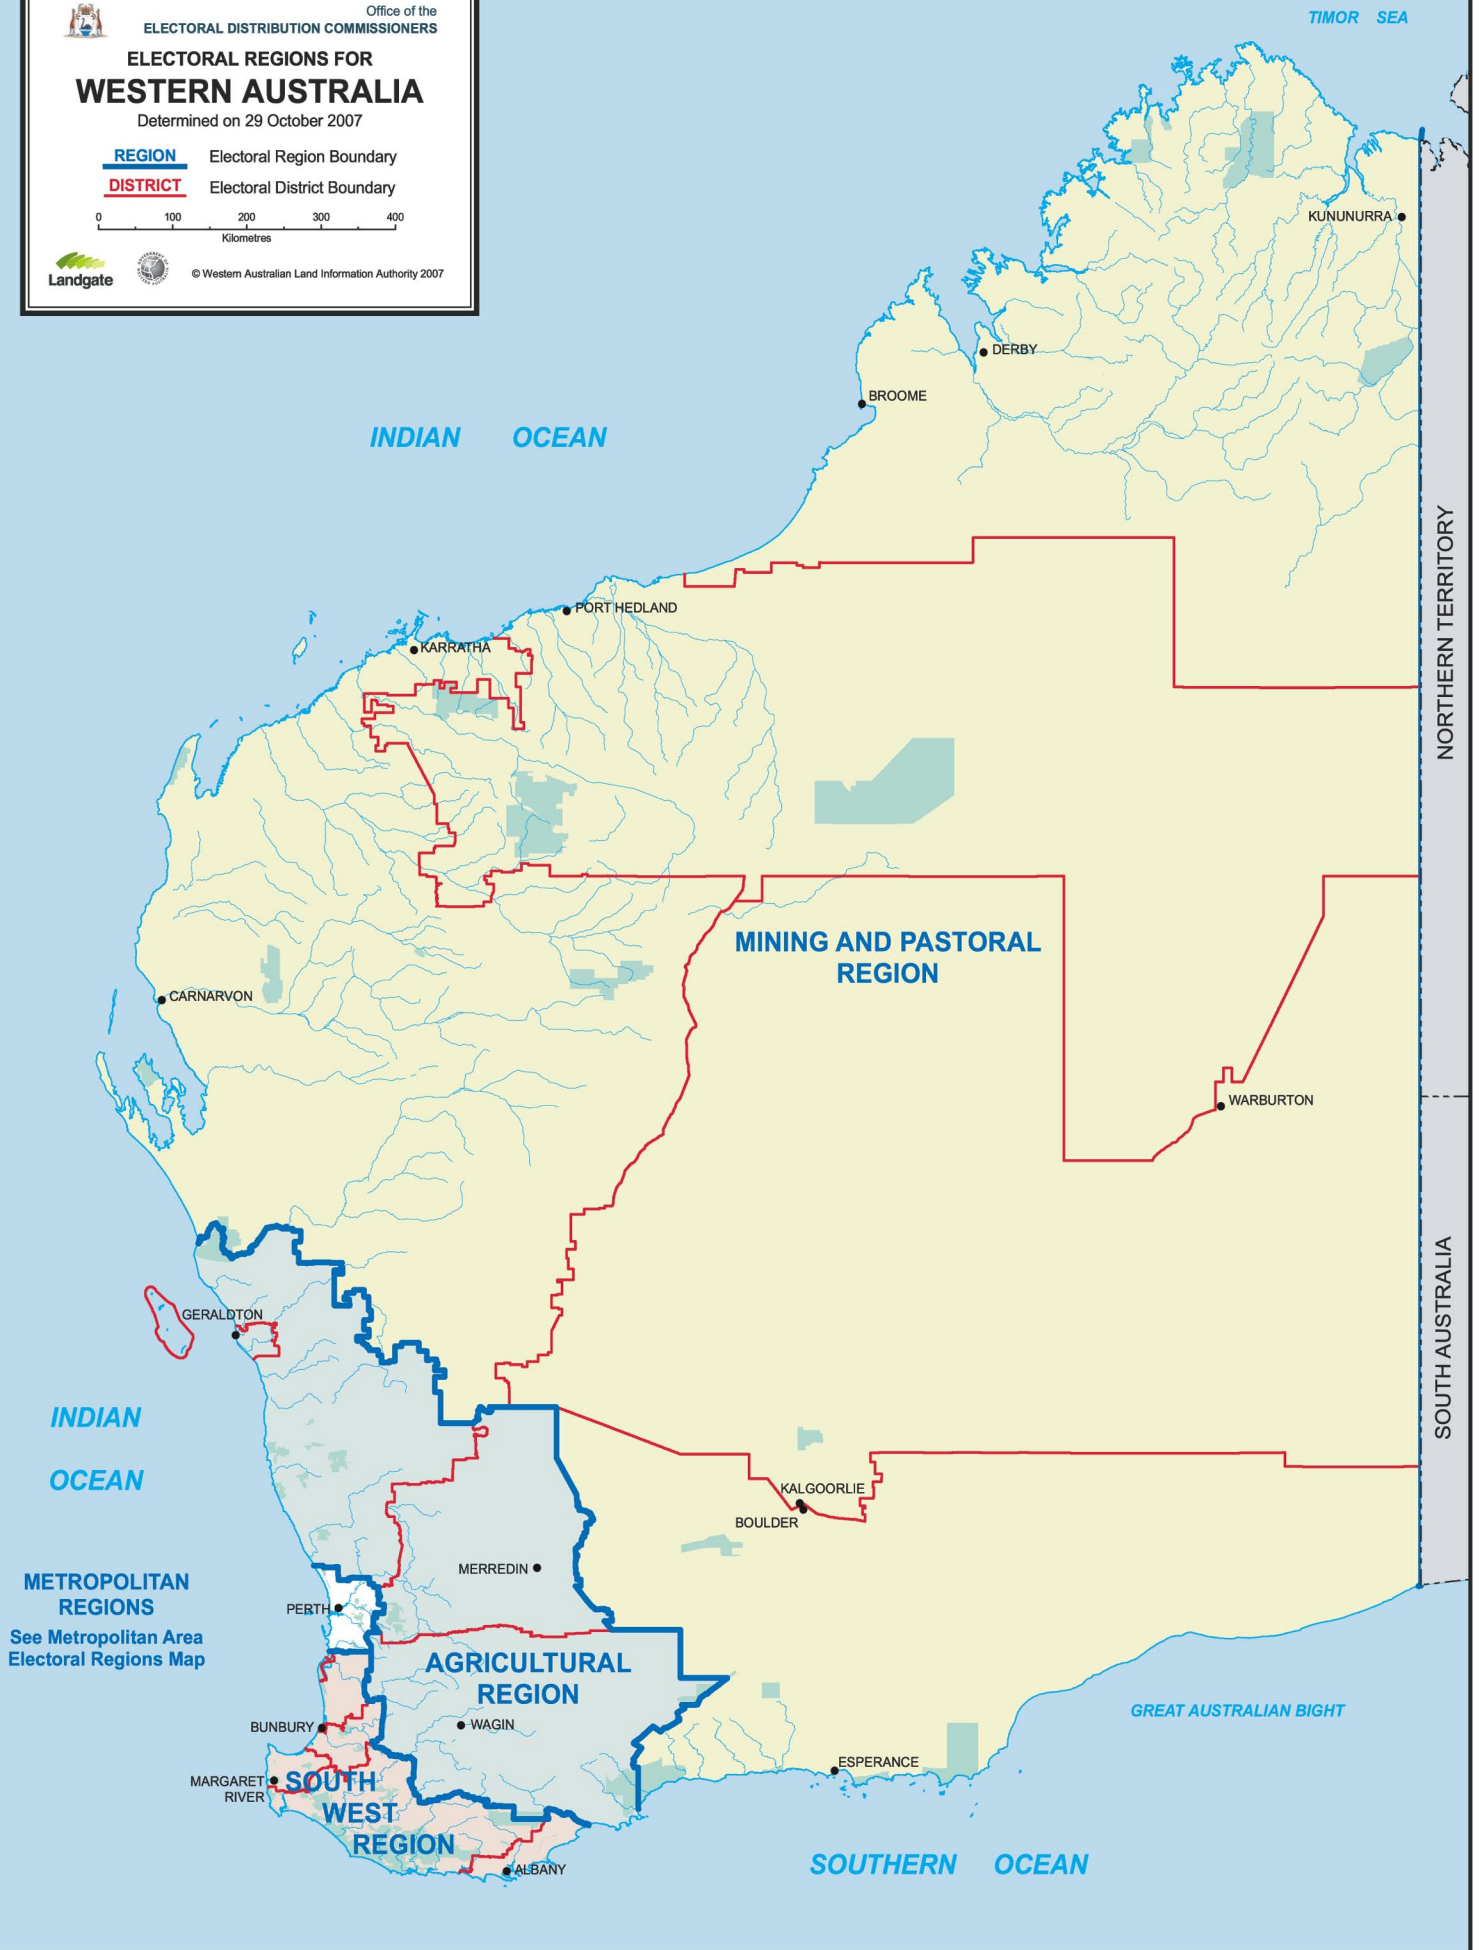 Office of the
ELECTORAL DISTRIBUTION COMMISSIONERS
ELECTORAL REGIONS FOR
WESTERN AUSTRALIA
Determined on 29 October 2007
REGION Electoral Region Boundary
DISTRICT Electoral District Boundary
0 100 200 300 400
Kilometres
Landgate
© Western Australian Land Information Authority 2007
TIMOR SEA
KUNUNURRA
DERBY
BROOME
INDIAN OCEAN
NORTHERN TERRITORY
PORT HEDLAND
KARRATHA
MINING AND PASTORAL
REGION
CARNARVON
WARBURTON
SOUTH AUSTRALIA
GERALDTON
INDIAN
OCEAN
KALGOORLIE
BOULDER
MERREDIN
METROPOLITAN
REGIONS
See Metropolitan Area
Electoral Regions Map
PERTH
AGRICULTURAL
REGION
WAGIN
BUNBURY
GREAT AUSTRALIAN BIGHT
ESPERANCE
MARGARET
RIVER
SOUTH
WEST
REGION
ALBANY
SOUTHERN OCEAN